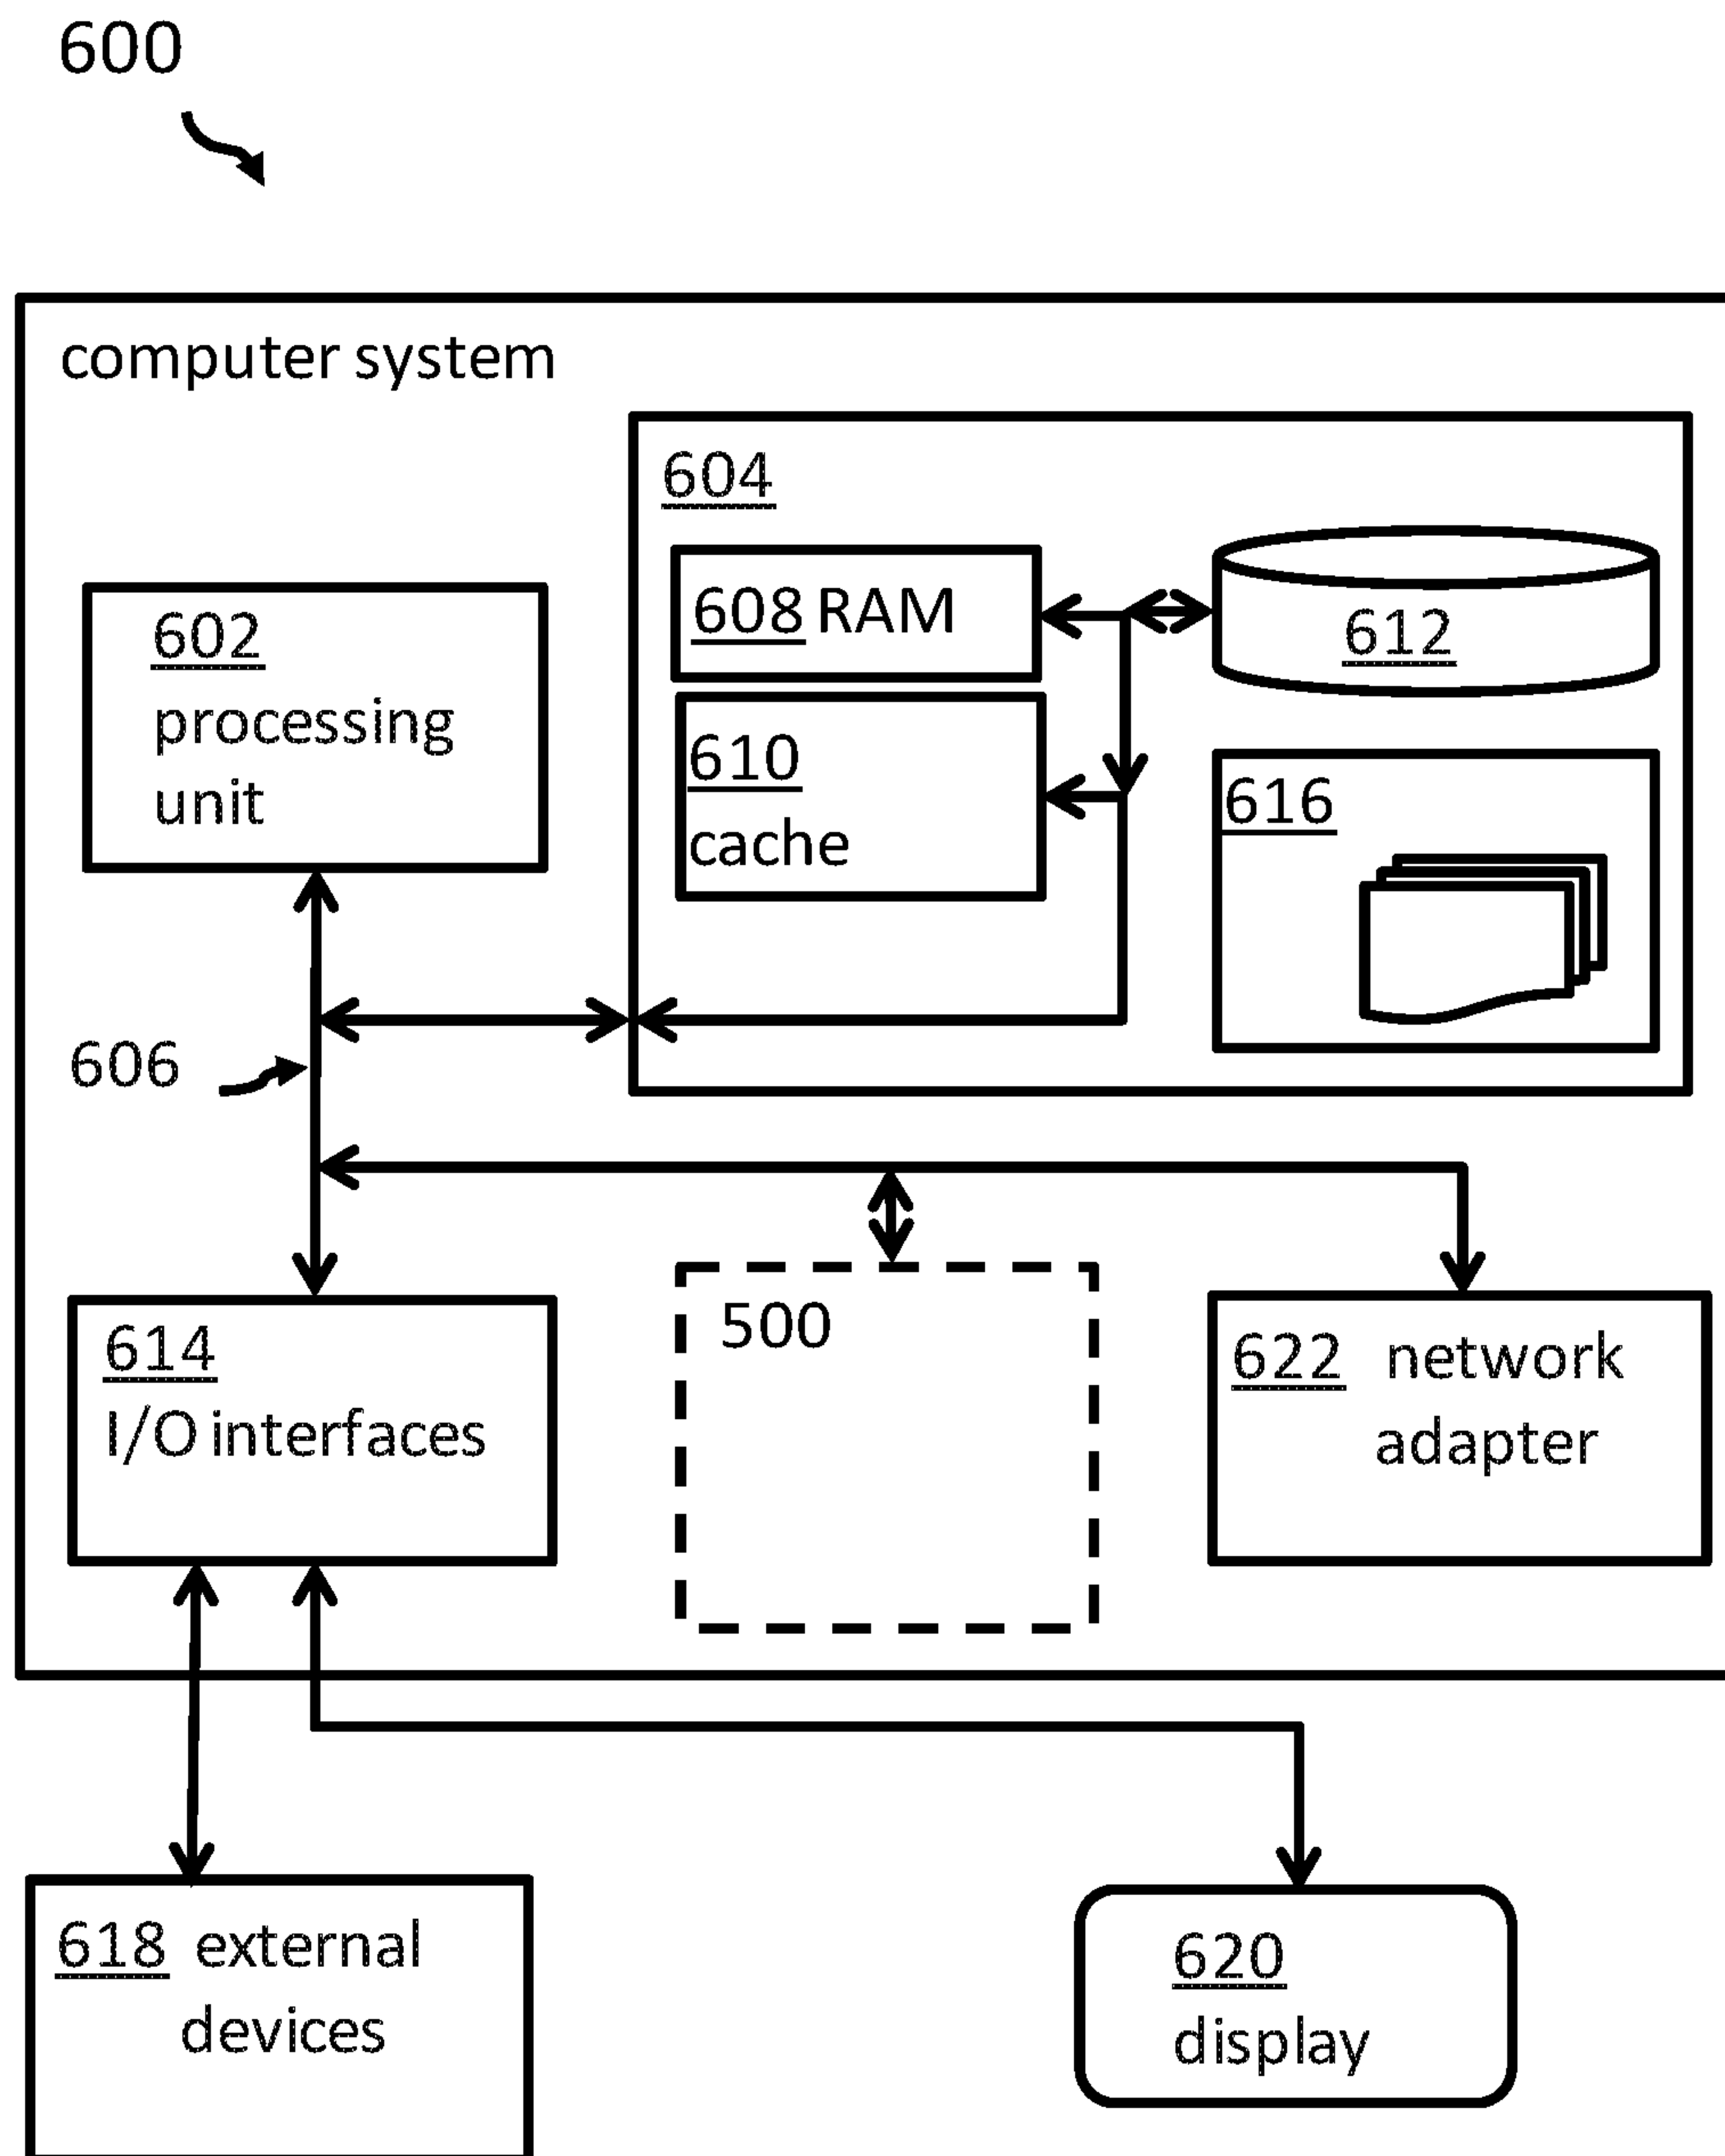 600
computer system
604
608 RAM
612
602
processing
unit
610
cache
616
606
614
I/O interfaces
500
622 network
adapter
618 external
devices
620
display